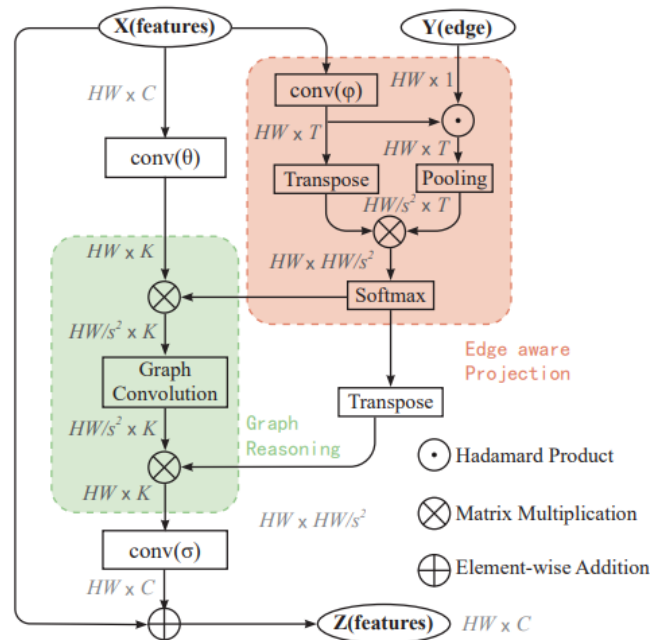 X(features)
Y(edge)
HW x C
conv(φ)
HW x 1
HW x T
HW x T
conv(θ)
Transpose
Pooling
HW/s² x T
HW x K
HW x HW/s²
Softmax
HW/s² x K
Edge aware
Projection
Graph
Convolution
Transpose
HW/s² x K
Graph
Reasoning
Hadamard Product
HW x K
HW x HW/s²
Matrix Multiplication
conv(σ)
Element-wise Addition
HW x C
Z(features)
HW x C